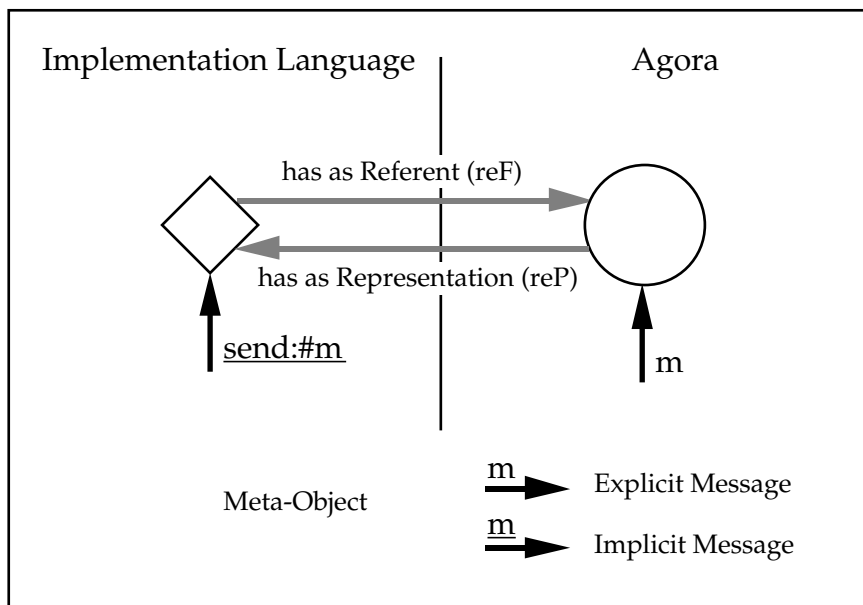 Implementation Language
Agora
has as Referent (reF)
has as Representation (reP)
send:#m
m
m
Explicit Message
Meta-Object
m
Implicit Message